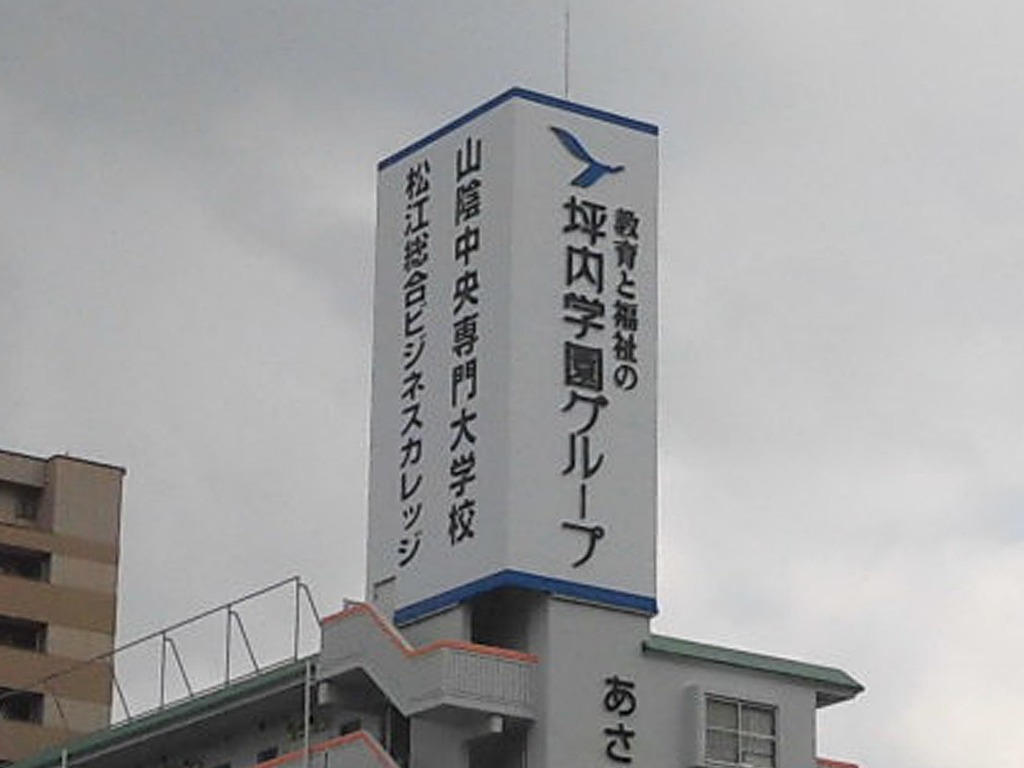 教育と福祉の
坪内学園グループ
山陰中央専門大学校
松江総合ビジネスカレッジ
あさ